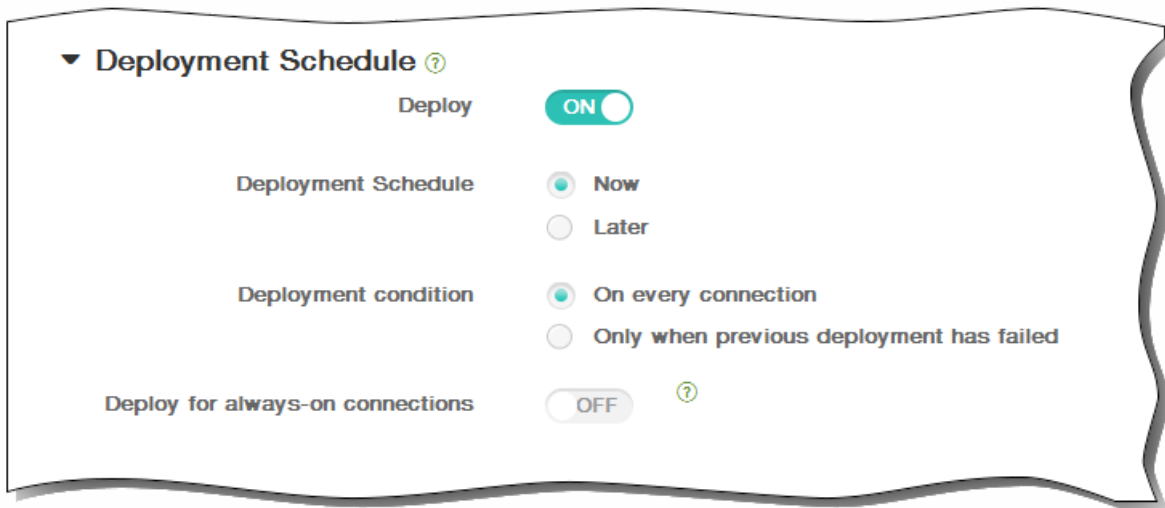 Deployment Schedule ?
Deploy ON
Deployment Schedule Now
Later
Deployment condition On every connection
Only when previous deployment has failed
Deploy for always-on connections OFF ?